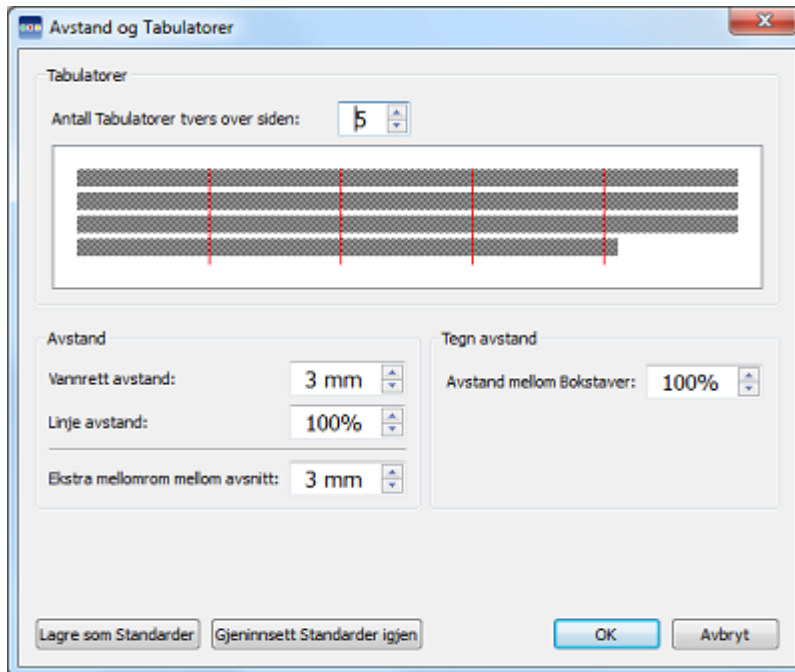 Avstand og Tabulatorer
Tabulatorer
Antall Tabulatorer tvers over siden: 5
Avstand
Vannrett avstand: 3 mm
Linje avstand: 100%
Ekstra mellomrom mellom avsnitt: 3 mm
Tegn avstand
Avstand mellom Bokstaver: 100%
Lagre som Standarder Gjeninnsett Standarder igjen OK Avbryt